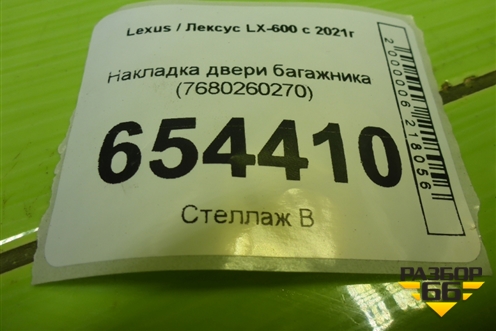 Lexus / Лексус LX-600 с 2021г
Накладка двери багажника
(7680260270)
654410
Стеллаж В
2000006218056
РАЗБОР
66